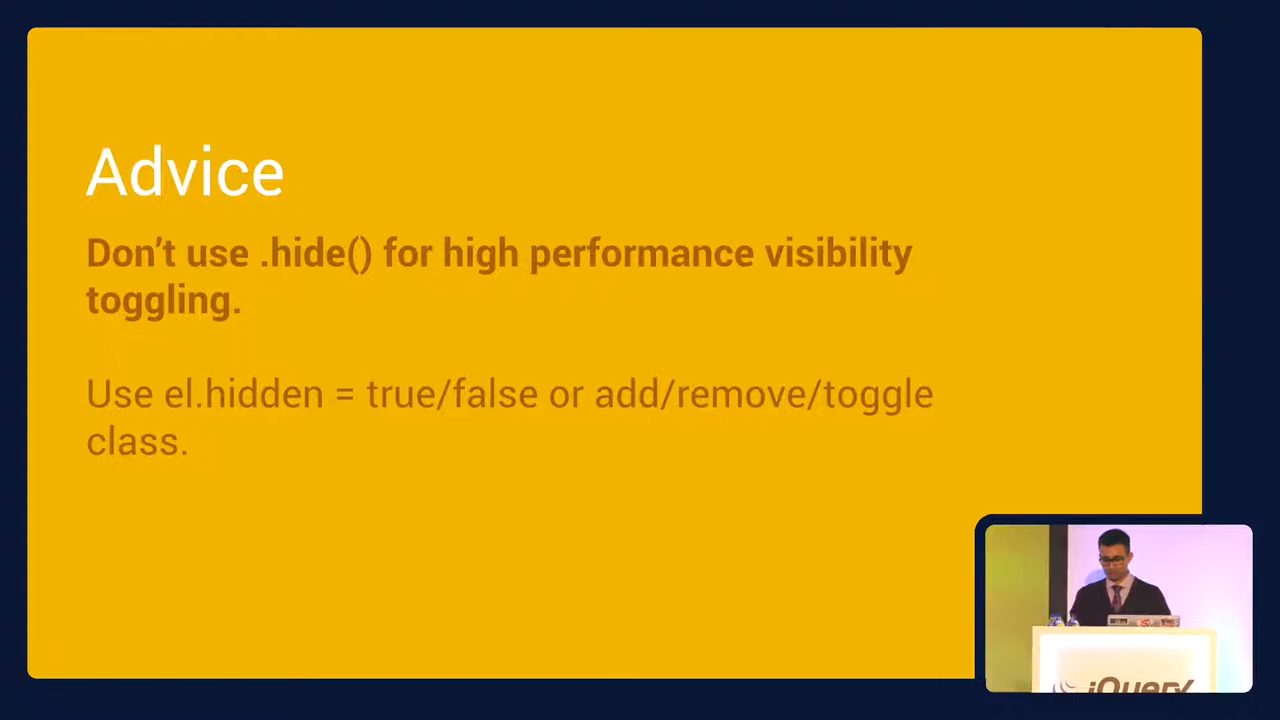 Advice
Don't use .hide() for high performance visibility
toggling.
Use el.hidden = true/false or add/remove/toggle
class.
jQuery